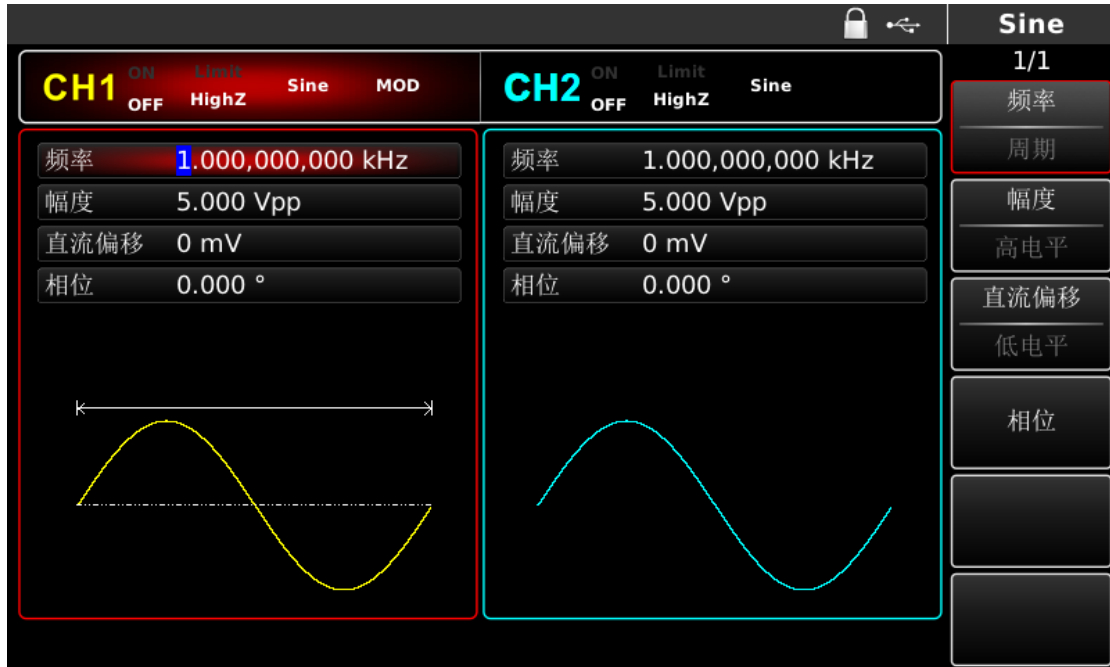 Sine
1/1
CH1 ON OFF Limit HighZ Sine MOD
CH2 ON OFF Limit HighZ Sine
频率 1.000,000,000 kHz
幅度 5.000 Vpp
直流偏移 0 mV
相位 0.000 °
频率 1.000,000,000 kHz
幅度 5.000 Vpp
直流偏移 0 mV
相位 0.000 °
频率
周期
幅度
高电平
直流偏移
低电平
相位